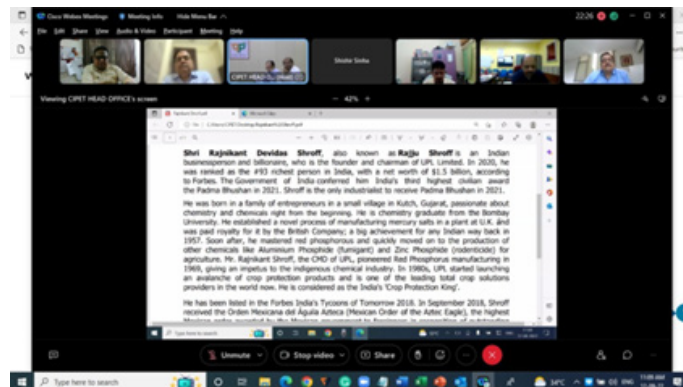 Cisco Webex Meetings Meeting Info Hide Menu Bar
22:26
File Edit Share View Audio & Video Participant Meeting Help
CIPET HEAD
Shishir Sinha
Viewing CIPET HEAD OFFICE's screen
42%
Shri Rajnikant Devidas Shroff, also known as Rajju Shroff is an Indian
businessperson and billionaire, who is the founder and chairman of UPL Limited. In 2020, he
was ranked as the #93 richest person in India, with a net worth of $1.5 billion, according
to Forbes. The Government of India conferred him India's third highest civilian award
the Padma Bhushan in 2021. Shroff is the only industrialist to receive Padma Bhushan in 2021.
He was born in a family of entrepreneurs in a small village in Kutch, Gujarat, passionate about
chemistry and chemicals right from the beginning. He is chemistry graduate from the Bombay
University. He established a novel process of manufacturing mercury salts in a plant at U.K. and
was paid royalty for it by the British Company; a big achievement for any Indian way back in
1957. Soon after, he mastered red phosphorous and quickly moved on to the production of
other chemicals like Aluminium Phosphide (fumigant) and Zinc Phosphide (rodenticide) for
agriculture. Mr. Rajnikant Shroff, the CMD of UPL, pioneered Red Phosphorus manufacturing in
1969, giving an impetus to the indigenous chemical industry. In 1980s, UPL started launching
an avalanche of crop protection products and is one of the leading total crop solutions
providers in the world now. He is considered as the India's 'Crop Protection King'.
He has been listed in the Forbes India's Tycoons of Tomorrow 2018. In September 2018, Shroff
received the Orden Mexicana del Águila Azteca (Mexican Order of the Aztec Eagle), the highest
Type here to search
Unmute Stop video Share
Type here to search
34°C
ENG
11:09 AM